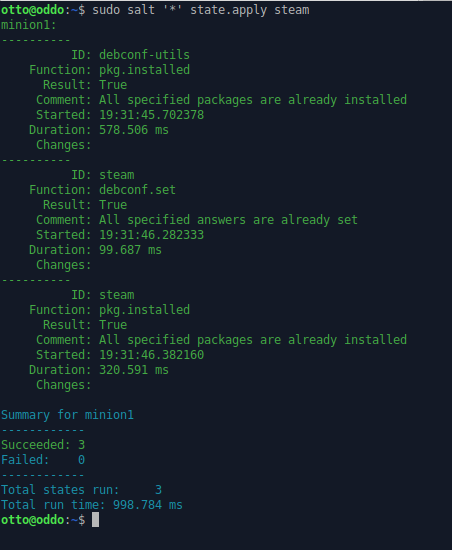 otto@oddo:~$ sudo salt '*' state.apply steam
minion1:
----------
          ID: debconf-utils
    Function: pkg.installed
      Result: True
     Comment: All specified packages are already installed
     Started: 19:31:45.702378
    Duration: 578.506 ms
     Changes:
----------
          ID: steam
    Function: debconf.set
      Result: True
     Comment: All specified answers are already set
     Started: 19:31:46.282333
    Duration: 99.687 ms
     Changes:
----------
          ID: steam
    Function: pkg.installed
      Result: True
     Comment: All specified packages are already installed
     Started: 19:31:46.382160
    Duration: 320.591 ms
     Changes:

Summary for minion1
------------
Succeeded: 3
Failed:    0
------------
Total states run:     3
Total run time: 998.784 ms
otto@oddo:~$